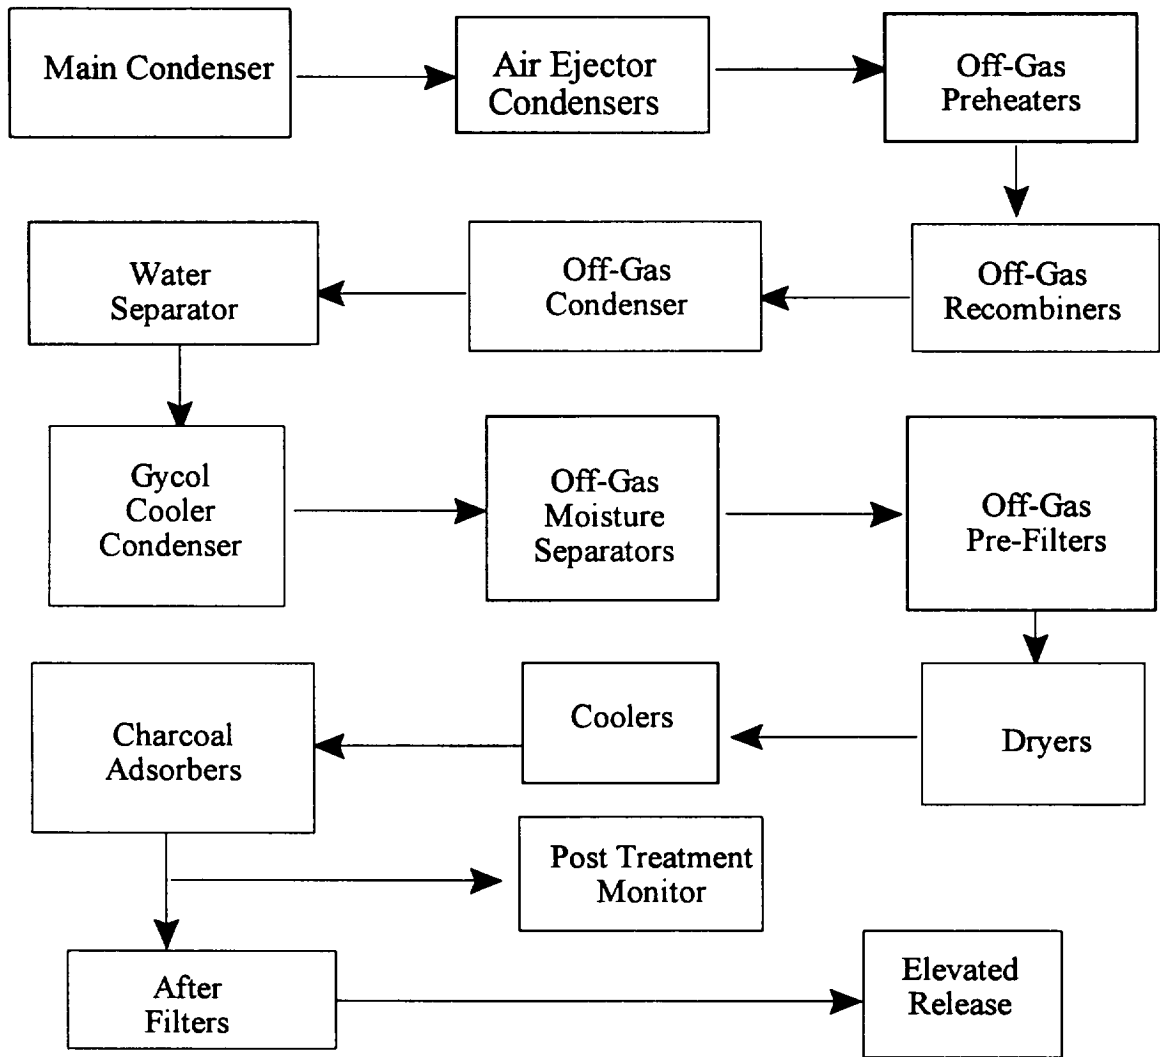 Main Condenser
Air Ejector
Condensers
Off-Gas
Preheaters
Water
Separator
Off-Gas
Condenser
Off-Gas
Recombiners
Gycol
Cooler
Condenser
Off-Gas
Moisture
Separators
Off-Gas
Pre-Filters
Charcoal
Adsorbers
Coolers
Dryers
Post Treatment
Monitor
After
Filters
Elevated
Release